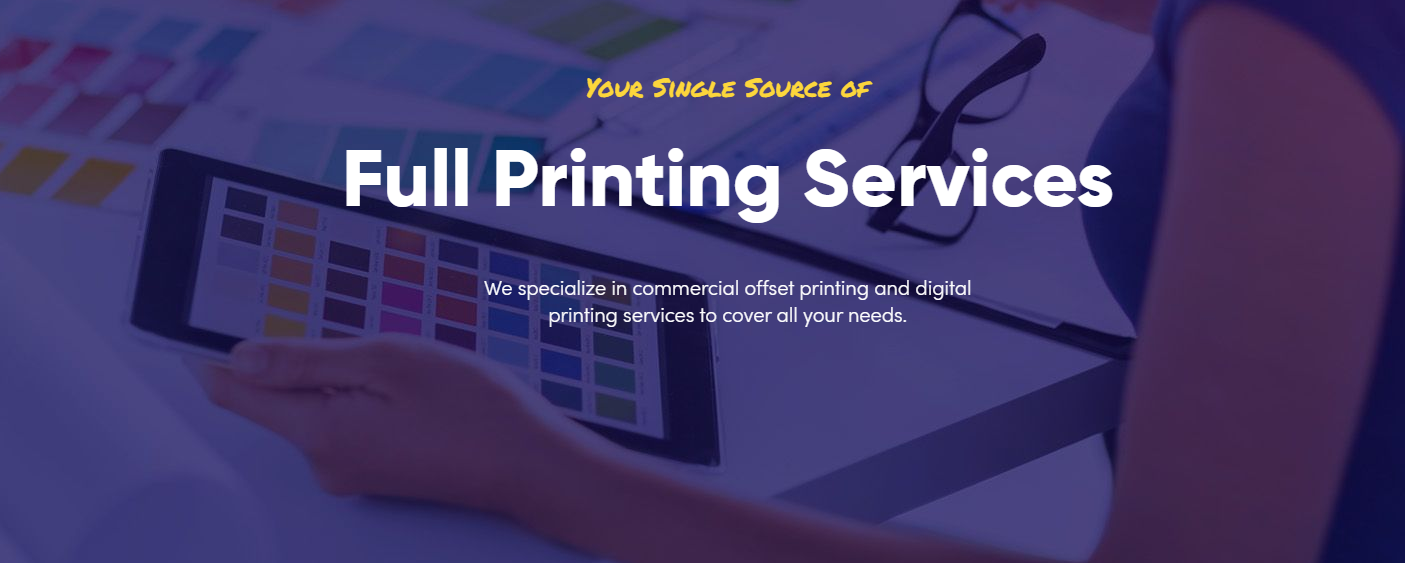 Your Single Source of
Full Printing Services
We specialize in commercial offset printing and digital
printing services to cover all your needs.